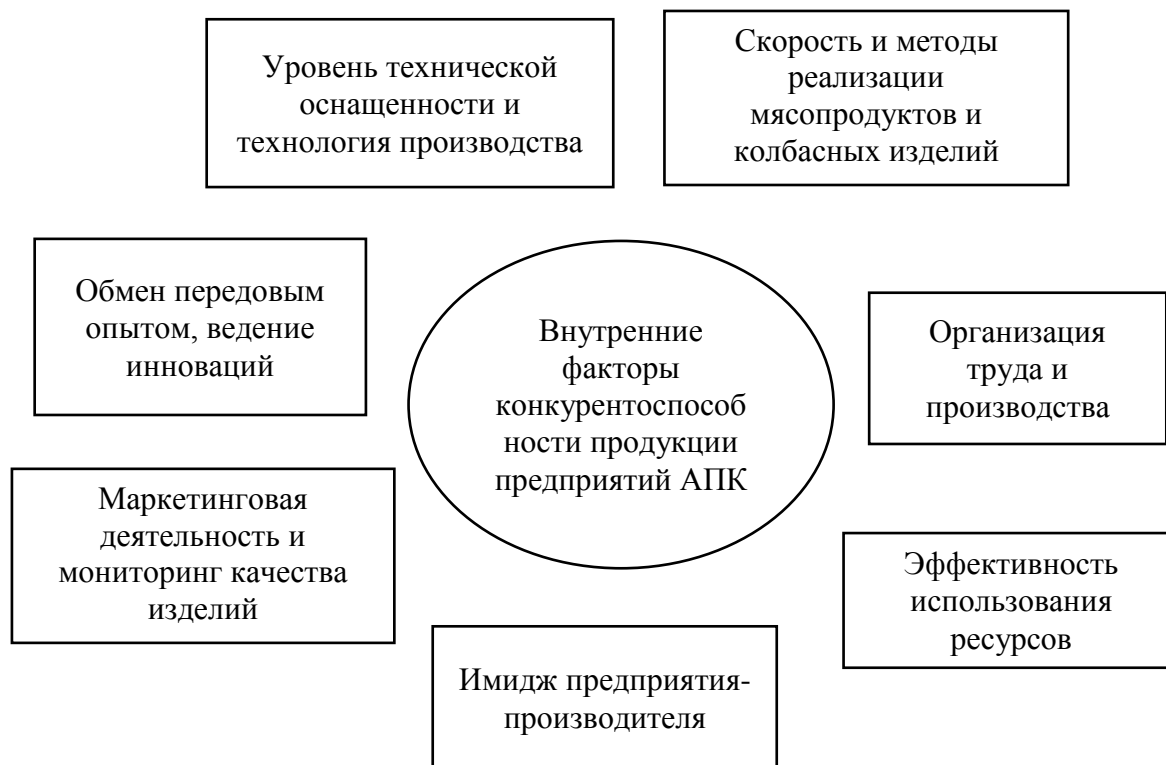 Уровень технической
оснащенности и
технология производства
Скорость и методы
реализации
мясопродуктов и
колбасных изделий
Обмен передовым
опытом, ведение
инноваций
Внутренние
факторы
конкурентоспособ
ности продукции
предприятий АПК
Организация
труда и
производства
Маркетинговая
деятельность и
мониторинг качества
изделий
Эффективность
использования
ресурсов
Имидж предприятия-
производителя